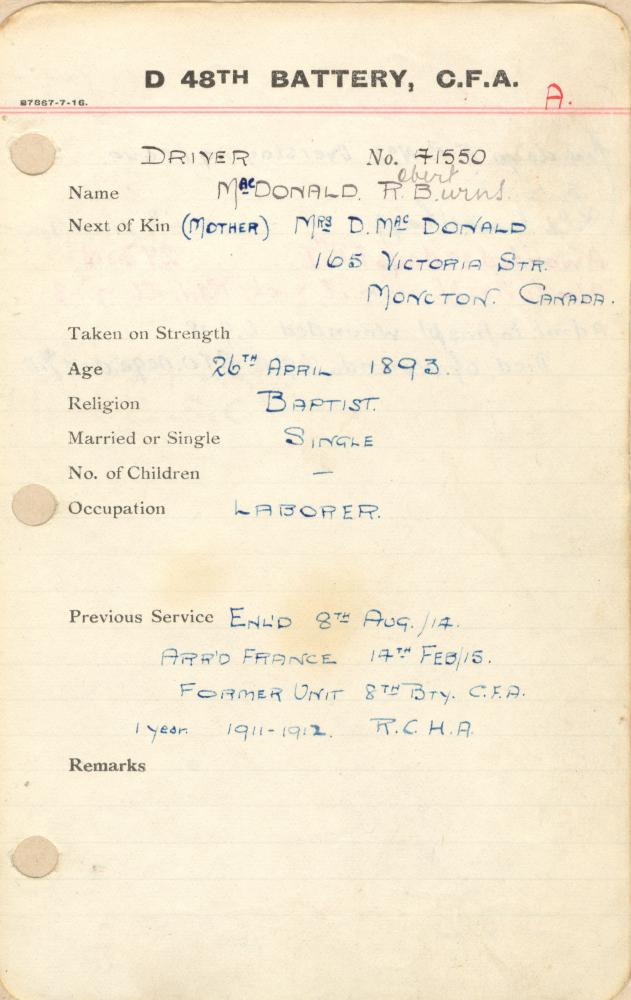 D 48TH BATTERY, C.F.A.
A.
87867-7-16.
DRIVER No. 41550
Name MacDONALD. Robert Burns.
Next of Kin (MOTHER) MRS D. MAC DONALD
165 VICTORIA STR.
MONCTON. CANADA.
Taken on Strength
Age 26TH APRIL 1893.
Religion BAPTIST.
Married or Single SINGLE
No. of Children —
Occupation LABORER.
Previous Service ENL'D 8TH AUG./14.
ARR'D FRANCE 14TH FEB/15.
FORMER UNIT 8TH BTY. C.F.A.
1 year. 1911-1912. R.C.H.A.
Remarks